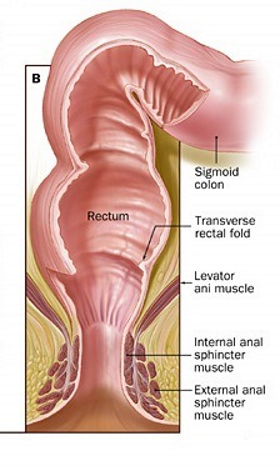 B
Sigmoid
colon
Rectum
Transverse
rectal fold
Levator
ani muscle
Internal anal
sphincter
muscle
External anal
sphincter
muscle